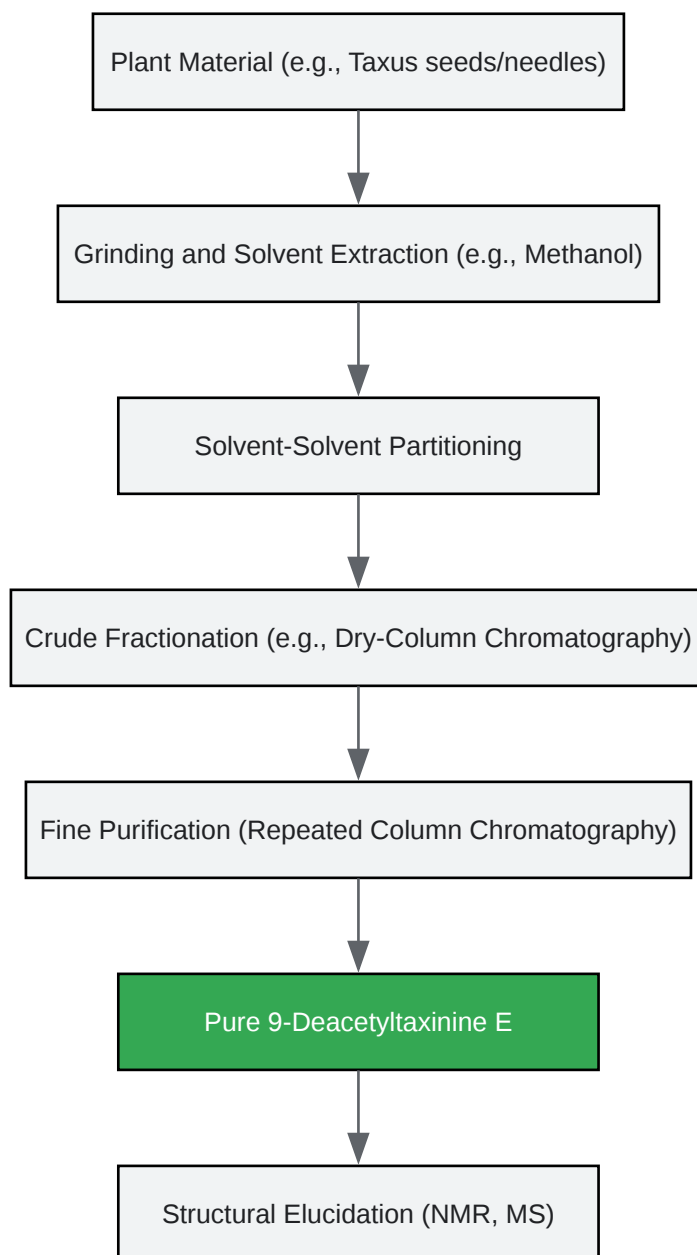 Plant Material (e.g., Taxus seeds/needles)
Grinding and Solvent Extraction (e.g., Methanol)
Solvent-Solvent Partitioning
Crude Fractionation (e.g., Dry-Column Chromatography)
Fine Purification (Repeated Column Chromatography)
Pure 9-Deacetyltaxinine E
Structural Elucidation (NMR, MS)